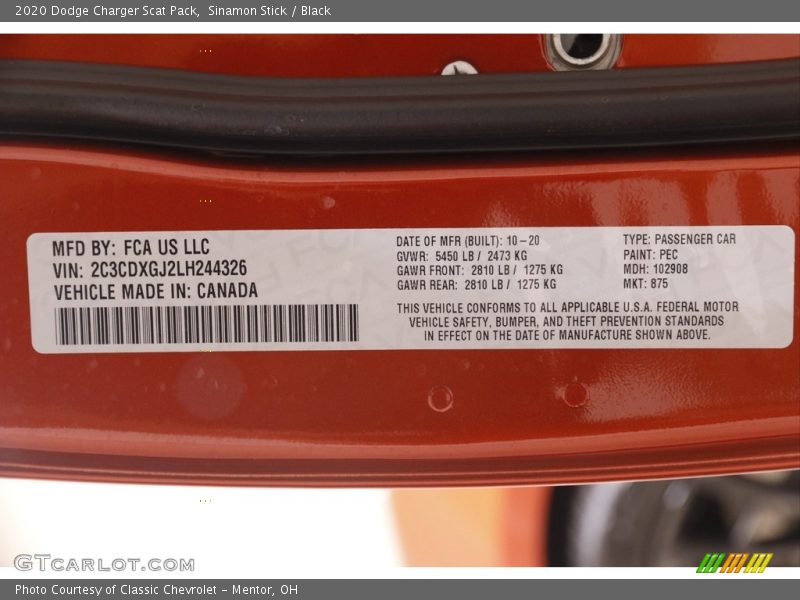 2020 Dodge Charger Scat Pack,  Sinamon Stick / Black
MFD BY: FCA US LLC
VIN: 2C3CDXGJ2LH244326
VEHICLE MADE IN: CANADA
DATE OF MFR (BUILT): 10-20
GVWR: 5450 LB / 2473 KG
GAWR FRONT: 2810 LB / 1275 KG
GAWR REAR: 2810 LB / 1275 KG
TYPE: PASSENGER CAR
PAINT: PEC
MDH: 102908
MKT: 875
THIS VEHICLE CONFORMS TO ALL APPLICABLE U.S.A. FEDERAL MOTOR
VEHICLE SAFETY, BUMPER, AND THEFT PREVENTION STANDARDS
IN EFFECT ON THE DATE OF MANUFACTURE SHOWN ABOVE.
GTCARLOT.COM
Photo Courtesy of Classic Chevrolet - Mentor, OH